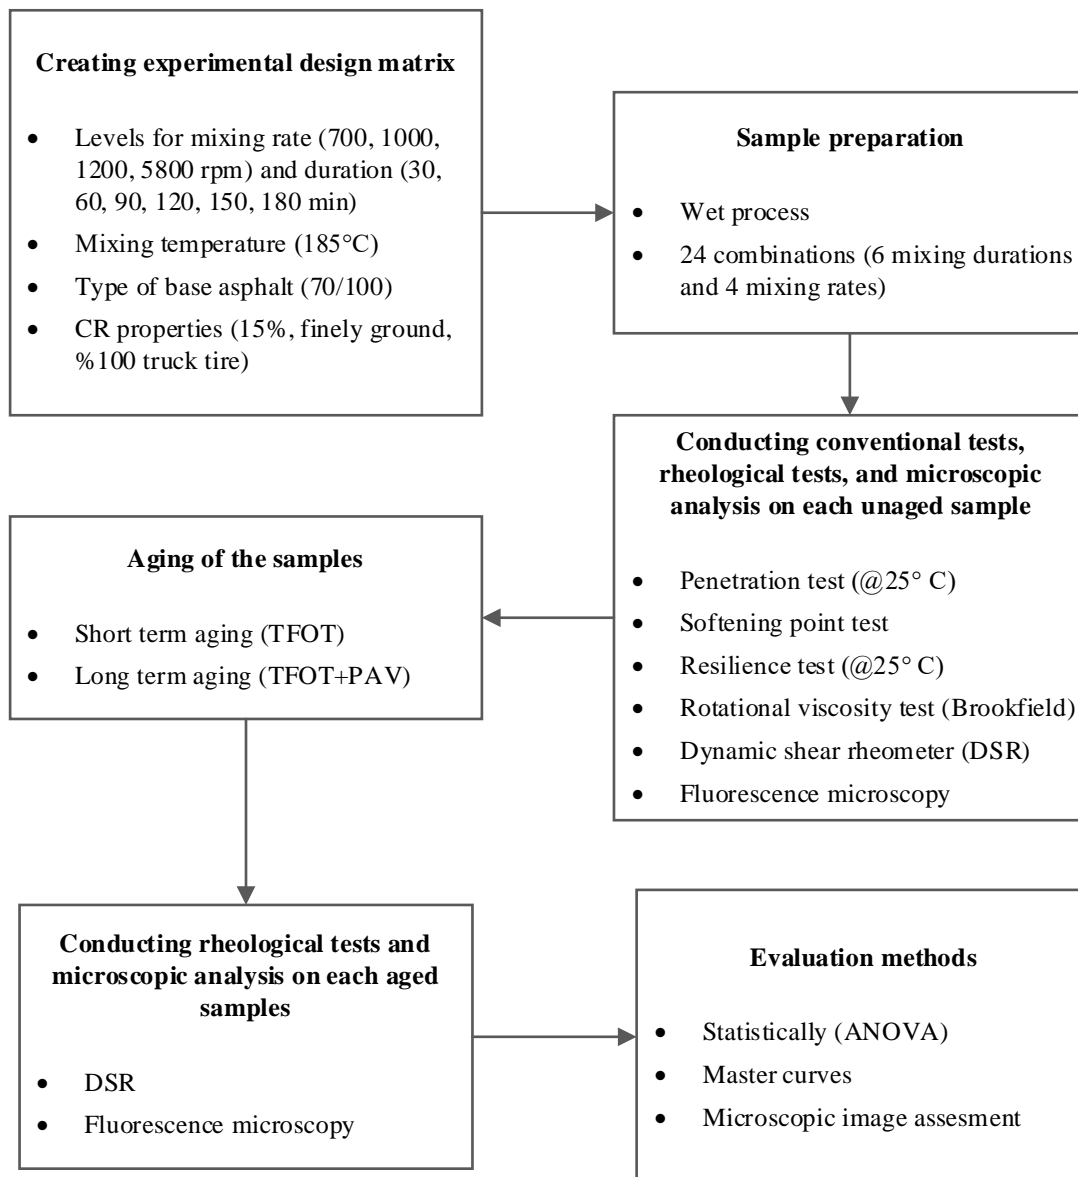 Creating experimental design matrix
• Levels for mixing rate (700, 1000,
1200, 5800 rpm) and duration (30,
60, 90, 120, 150, 180 min)
• Mixing temperature (185°C)
• Type of base asphalt (70/100)
• CR properties (15%, finely ground,
%100 truck tire)
Sample preparation
• Wet process
• 24 combinations (6 mixing durations
and 4 mixing rates)
Conducting conventional tests,
rheological tests, and microscopic
analysis on each unaged sample
• Penetration test (@25° C)
• Softening point test
• Resilience test (@25° C)
• Rotational viscosity test (Brookfield)
• Dynamic shear rheometer (DSR)
• Fluorescence microscopy
Aging of the samples
• Short term aging (TFOT)
• Long term aging (TFOT+PAV)
Conducting rheological tests and
microscopic analysis on each aged
samples
• DSR
• Fluorescence microscopy
Evaluation methods
• Statistically (ANOVA)
• Master curves
• Microscopic image assesment